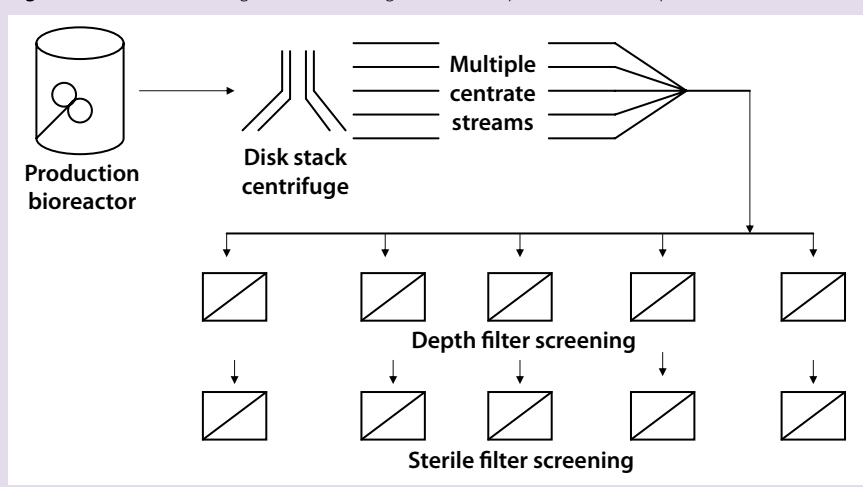 Production
bioreactor
Disk stack
centrifuge
Multiple
centrate
streams
Depth filter screening
Sterile filter screening